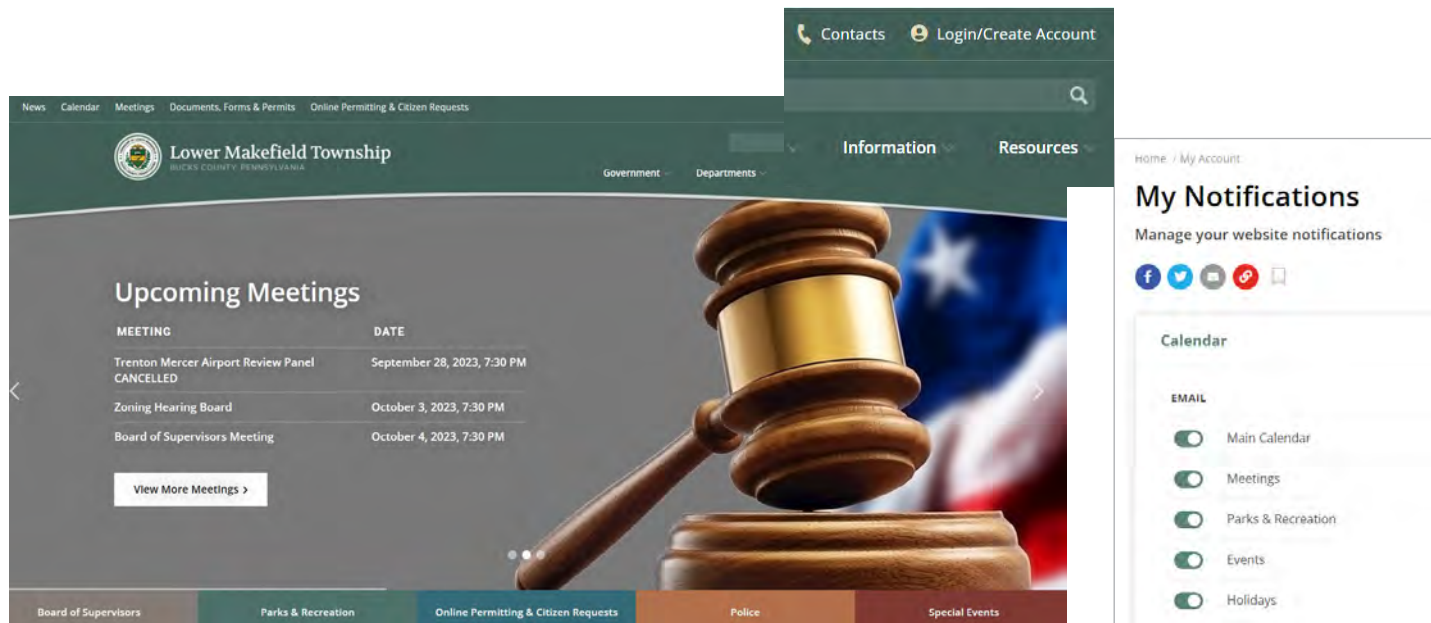 Contacts Login/Create Account
News Calendar Meetings Documents, Forms & Permits Online Permitting & Citizen Requests
Lower Makefield Township
BUCKS COUNTY, PENNSYLVANIA
Government Departments Information Resources
Upcoming Meetings
MEETING DATE
Trenton Mercer Airport Review Panel September 28, 2023, 7:30 PM
CANCELLED
Zoning Hearing Board October 3, 2023, 7:30 PM
Board of Supervisors Meeting October 4, 2023, 7:30 PM
View More Meetings >
Board of Supervisors Parks & Recreation Online Permitting & Citizen Requests Police Special Events
Home / My Account
My Notifications
Manage your website notifications
Calendar
EMAIL
Main Calendar
Meetings
Parks & Recreation
Events
Holidays